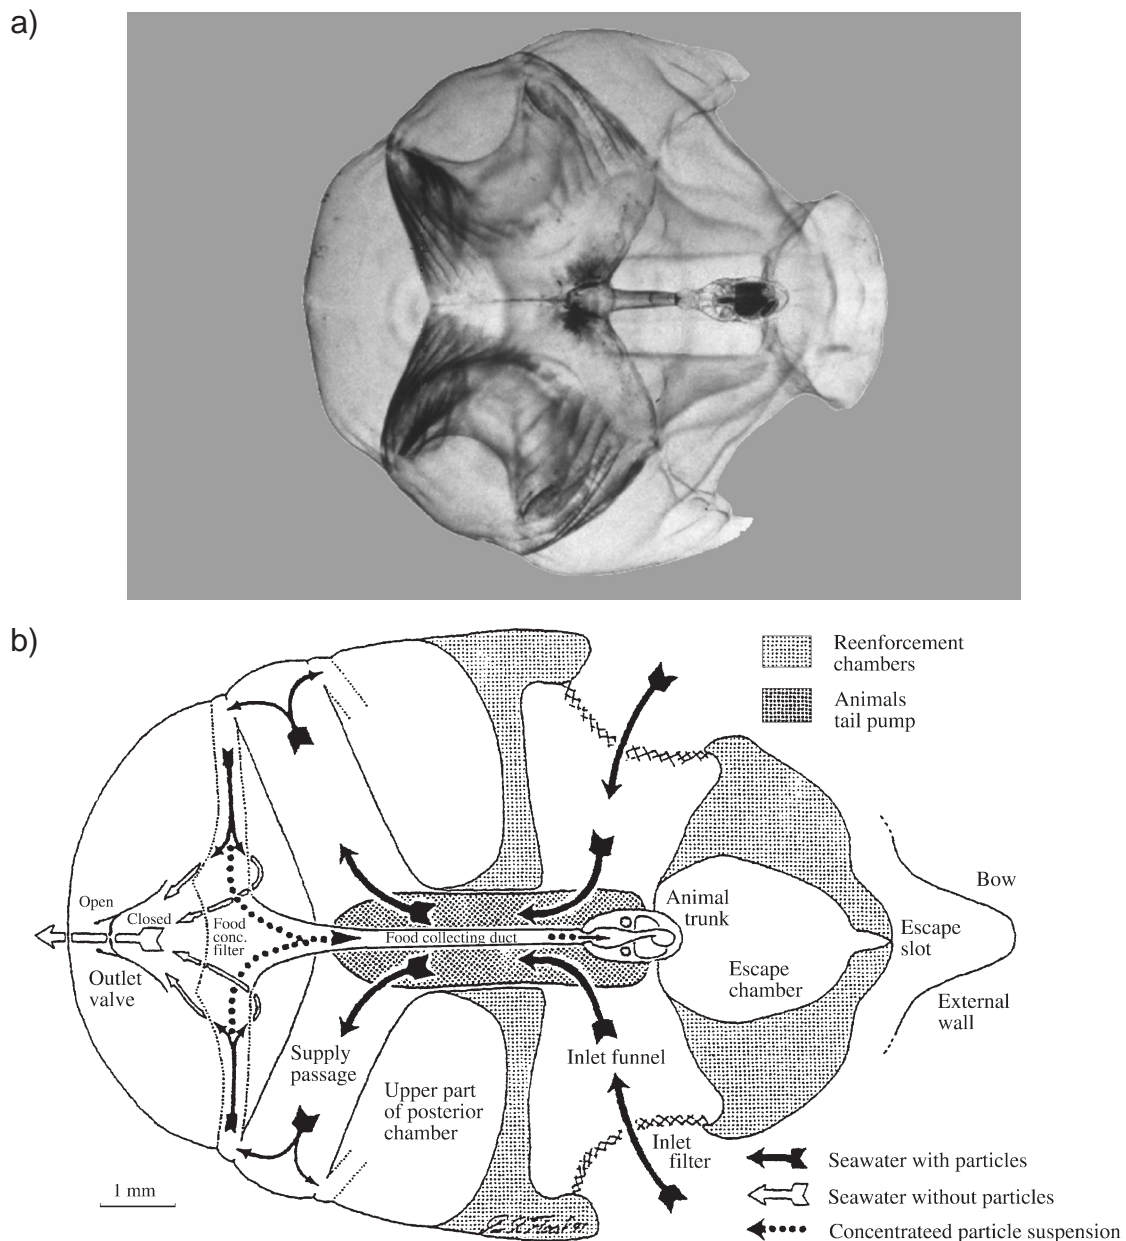 a)
b)
Reenforcement
chambers
Animals
tail pump
Open
Closed
Food
conc.
filter
Outlet
valve
Food collecting duct
Animal
trunk
Bow
Escape
slot
Escape
chamber
External
wall
Supply
passage
Inlet funnel
Upper part
of posterior
chamber
Inlet
filter
1 mm
Seawater with particles
Seawater without particles
Concentrateed particle suspension